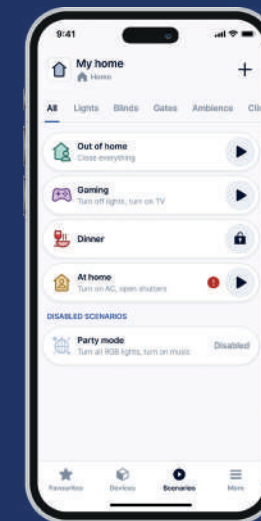 9:41
My home
Home
All Lights Blinds Gates Ambience Cli
Out of home
Close everything
Gaming
Turn off lights, turn on TV
Dinner
At home
Turn on AC, open shutters
DISABLED SCENARIOS
Party mode
Turn all RGB lights, turn on music
Disabled
Favourites Devices Scenarios More